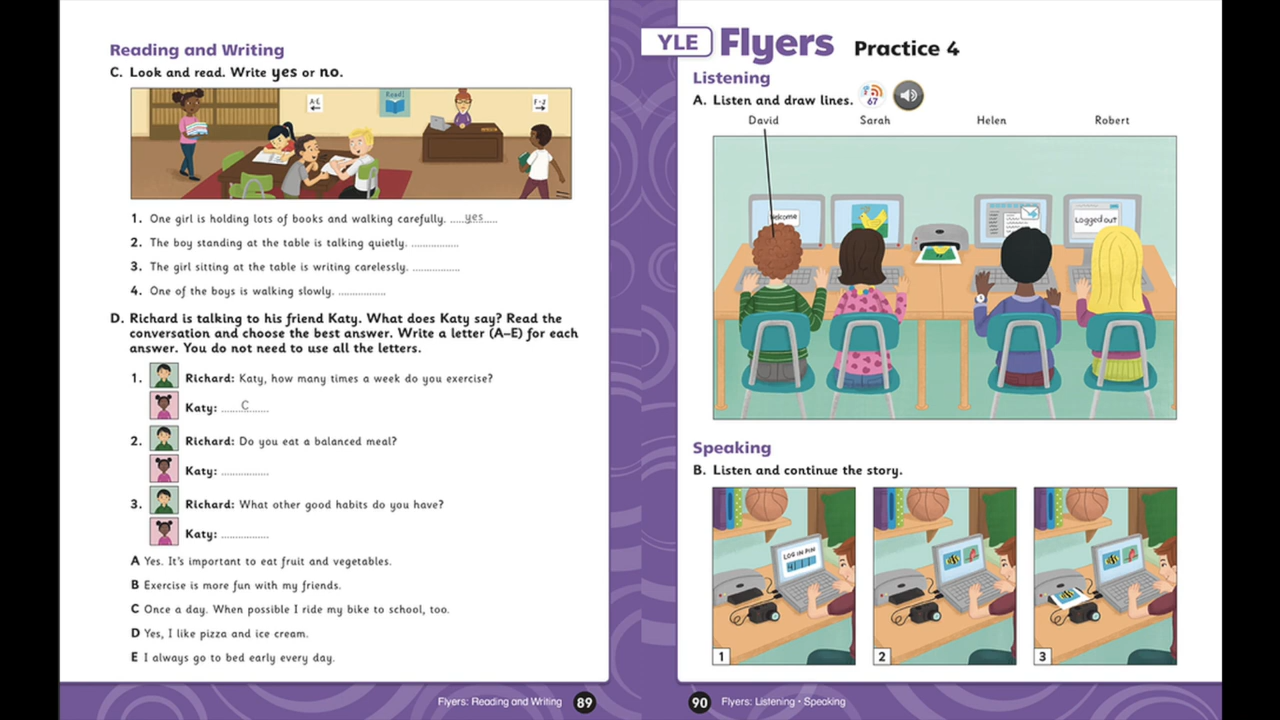 Reading and Writing
C. Look and read. Write yes or no.
Read!
A-E
F-Z
1. One girl is holding lots of books and walking carefully. ......yes......
2. The boy standing at the table is talking quietly. ................
3. The girl sitting at the table is writing carelessly. ................
4. One of the boys is walking slowly. ................
D. Richard is talking to his friend Katy. What does Katy say? Read the
conversation and choose the best answer. Write a letter (A–E) for each
answer. You do not need to use all the letters.
1. Richard: Katy, how many times a week do you exercise?
Katy: ......C......
2. Richard: Do you eat a balanced meal?
Katy: ................
3. Richard: What other good habits do you have?
Katy: ................
A Yes. It's important to eat fruit and vegetables.
B Exercise is more fun with my friends.
C Once a day. When possible I ride my bike to school, too.
D Yes, I like pizza and ice cream.
E I always go to bed early every day.
Flyers: Reading and Writing 89
YLE Flyers Practice 4
Listening
A. Listen and draw lines. 67
David Sarah Helen Robert
Welcome
Logged out
Speaking
B. Listen and continue the story.
LOG IN PIN
1 2 3
90 Flyers: Listening • Speaking